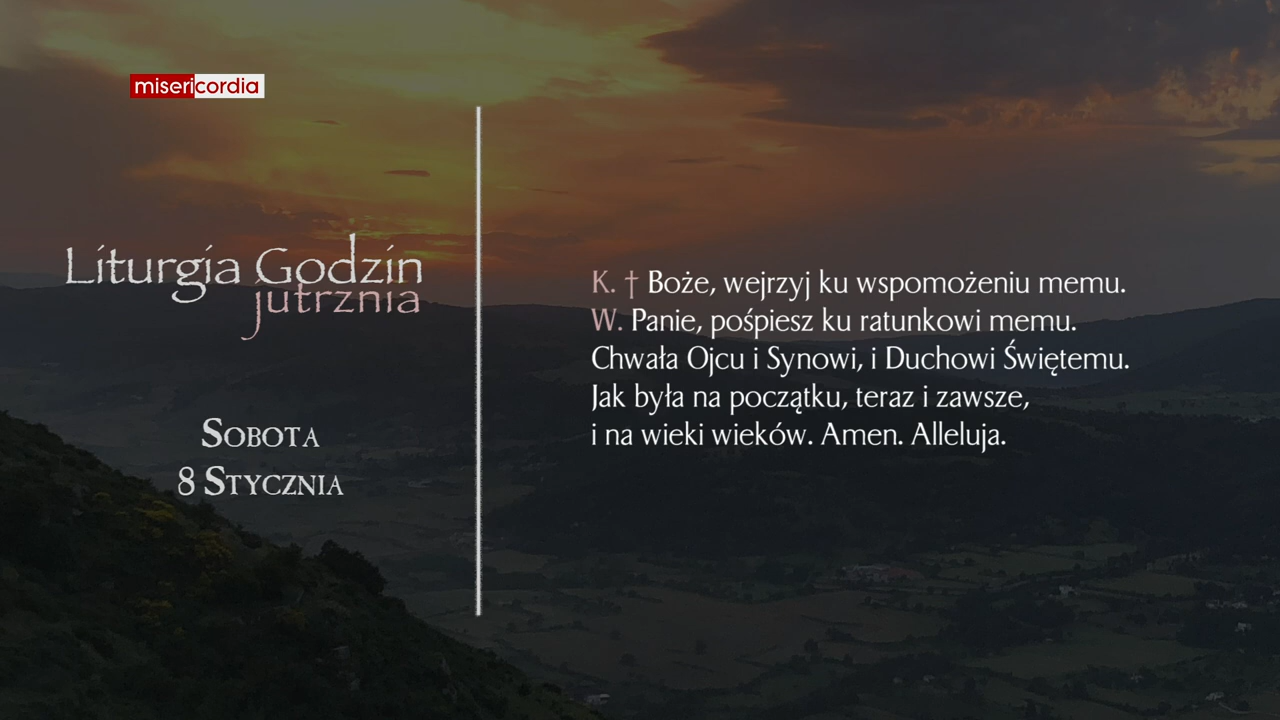 misericordia
Liturgia Godzin
jutrznia
Sobota
8 Stycznia
K. † Boże, wejrzyj ku wspomożeniu memu.
W. Panie, pośpiesz ku ratunkowi memu.
Chwała Ojcu i Synowi, i Duchowi Świętemu.
Jak była na początku, teraz i zawsze,
i na wieki wieków. Amen. Alleluja.